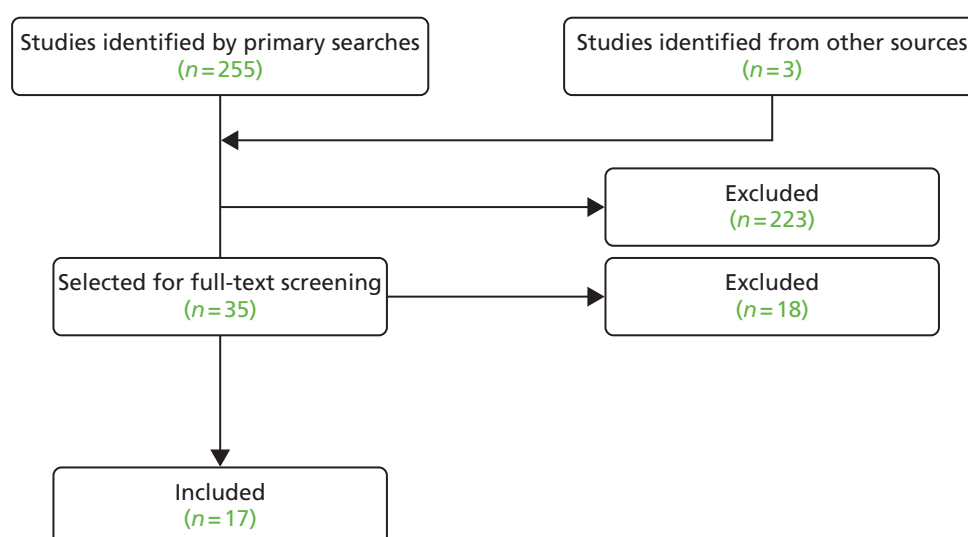 Studies identified by primary searches
(n=255)
Studies identified from other sources
(n=3)
Excluded
(n=223)
Selected for full-text screening
(n=35)
Excluded
(n=18)
Included
(n=17)